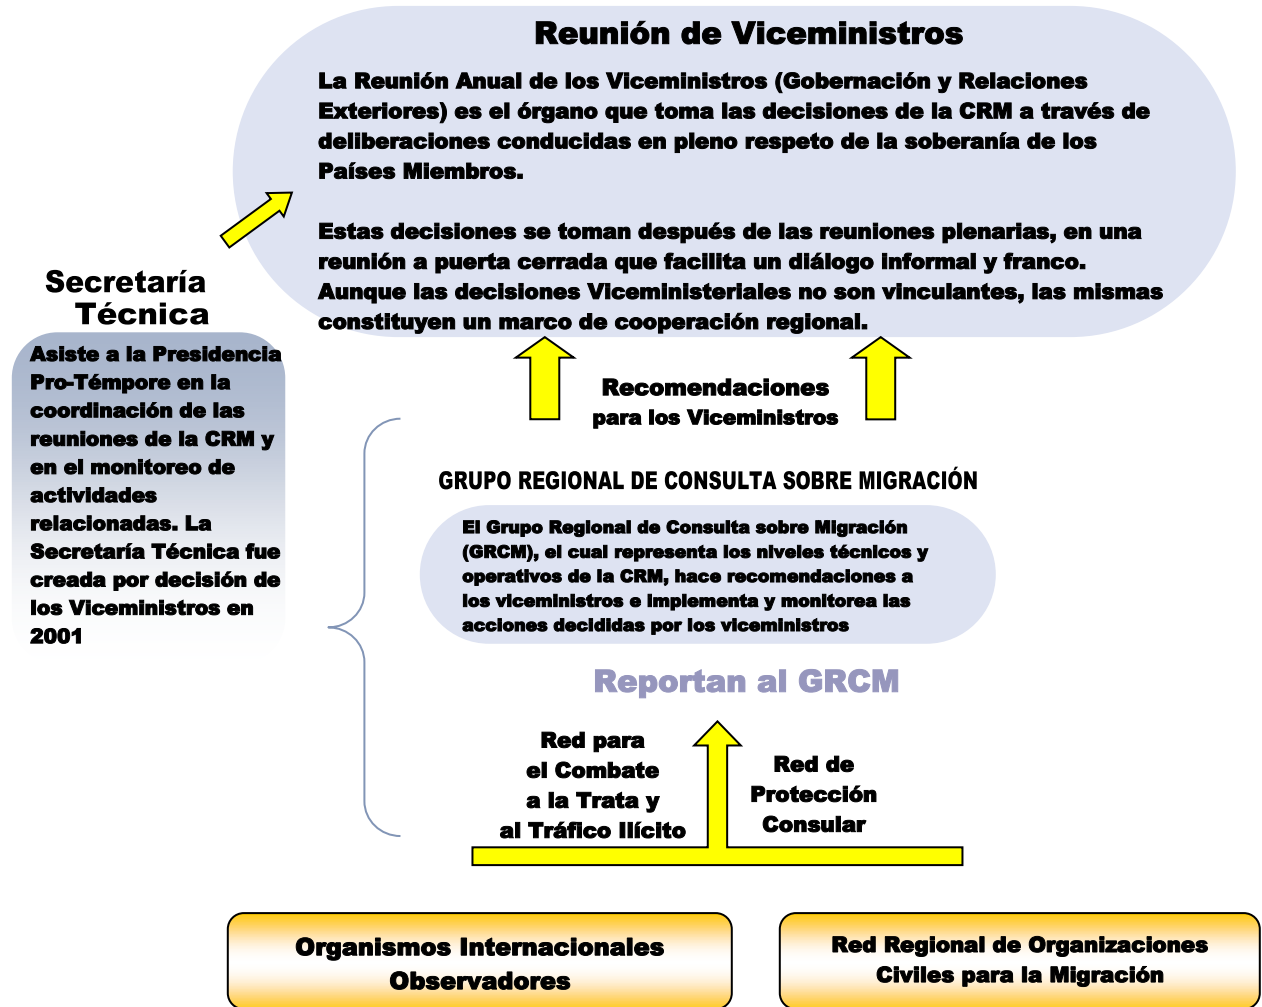 Reunión de Viceministros
La Reunión Anual de los Viceministros (Gobernación y Relaciones
Exteriores) es el órgano que toma las decisiones de la CRM a través de
deliberaciones conducidas en pleno respeto de la soberanía de los
Países Miembros.
Estas decisiones se toman después de las reuniones plenarias, en una
reunión a puerta cerrada que facilita un diálogo informal y franco.
Aunque las decisiones Viceministeriales no son vinculantes, las mismas
constituyen un marco de cooperación regional.
Secretaría
Técnica
Asiste a la Presidencia
Pro-Témpore en la
coordinación de las
reuniones de la CRM y
en el monitoreo de
actividades
relacionadas. La
Secretaría Técnica fue
creada por decisión de
los Viceministros en
2001
Recomendaciones
para los Viceministros
GRUPO REGIONAL DE CONSULTA SOBRE MIGRACIÓN
El Grupo Regional de Consulta sobre Migración
(GRCM), el cual representa los niveles técnicos y
operativos de la CRM, hace recomendaciones a
los viceministros e implementa y monitorea las
acciones decididas por los viceministros
Reportan al GRCM
Red para
el Combate
a la Trata y
al Tráfico Ilícito
Red de
Protección
Consular
Organismos Internacionales
Observadores
Red Regional de Organizaciones
Civiles para la Migración